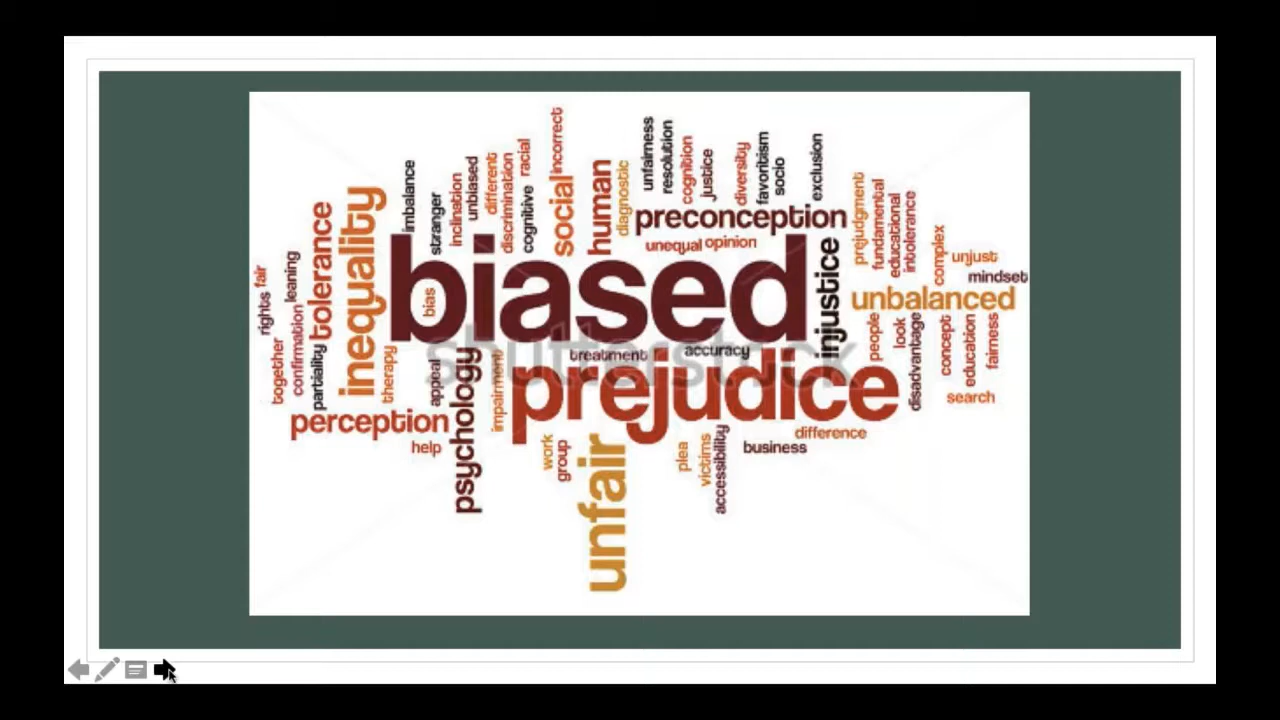 imbalance
stranger
inclination
unbiased
different
discrimination
racial
cognitive
incorrect
social
human
diagnostic
unfairness
resolution
cognition
justice
diversity
favoritism
socio
exclusion
preconception
unequal
opinion
prejudgment
fundamental
educational
intolerance
complex
unjust
mindset
unbalanced
fair
rights
leaning
tolerance
inequality
biased
bias
injustice
together
confirmation
partiality
therapy
appeal
psychology
impairment
treatment
accuracy
prejudice
people
look
disadvantage
concept
education
fairness
search
perception
help
work
group
unfair
plea
victims
accessibility
business
difference
shutterstock